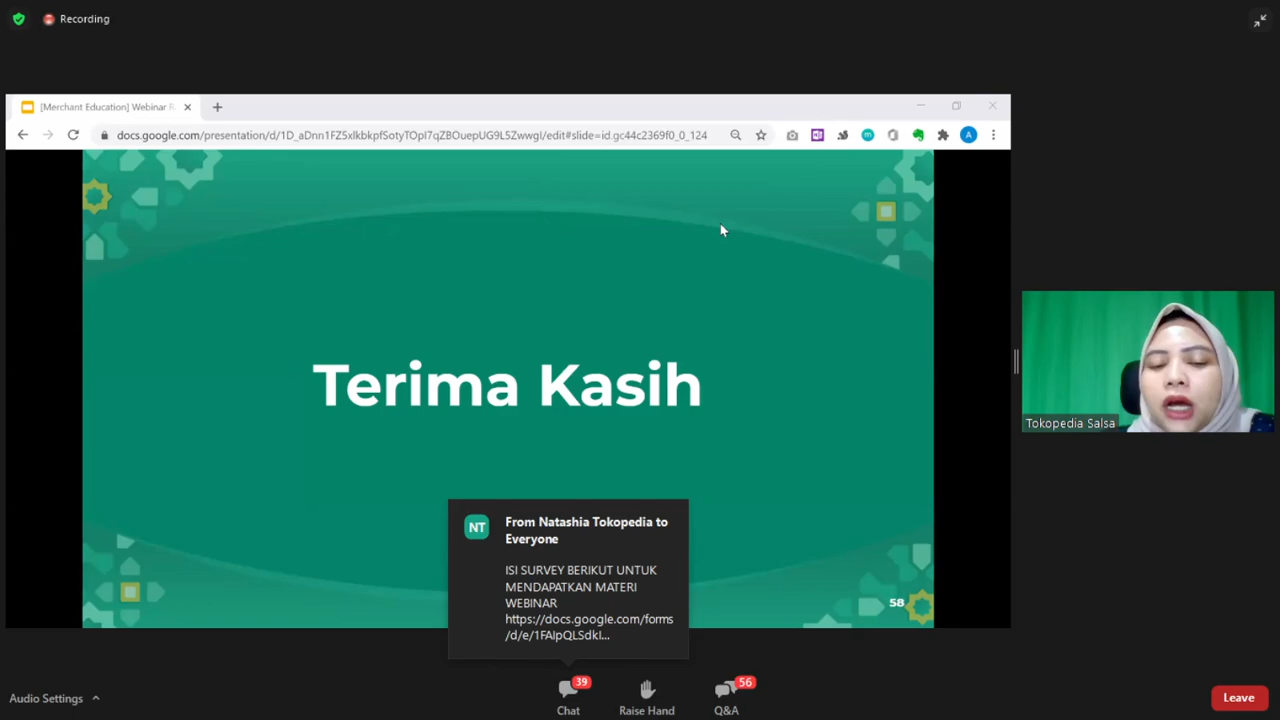 Recording
[Merchant Education] Webinar R
docs.google.com/presentation/d/1D_aDnn1FZ5xlkbkpfSotyTOpI7qZBOuepUG9L5ZwwgI/edit#slide=id.gc44c2369f0_0_124
A
Terima Kasih
Tokopedia Salsa
NT
From Natashia Tokopedia to
Everyone
ISI SURVEY BERIKUT UNTUK
MENDAPATKAN MATERI
WEBINAR
https://docs.google.com/forms
/d/e/1FAIpQLSdkI...
58
Audio Settings
39
Chat
Raise Hand
56
Q&A
Leave